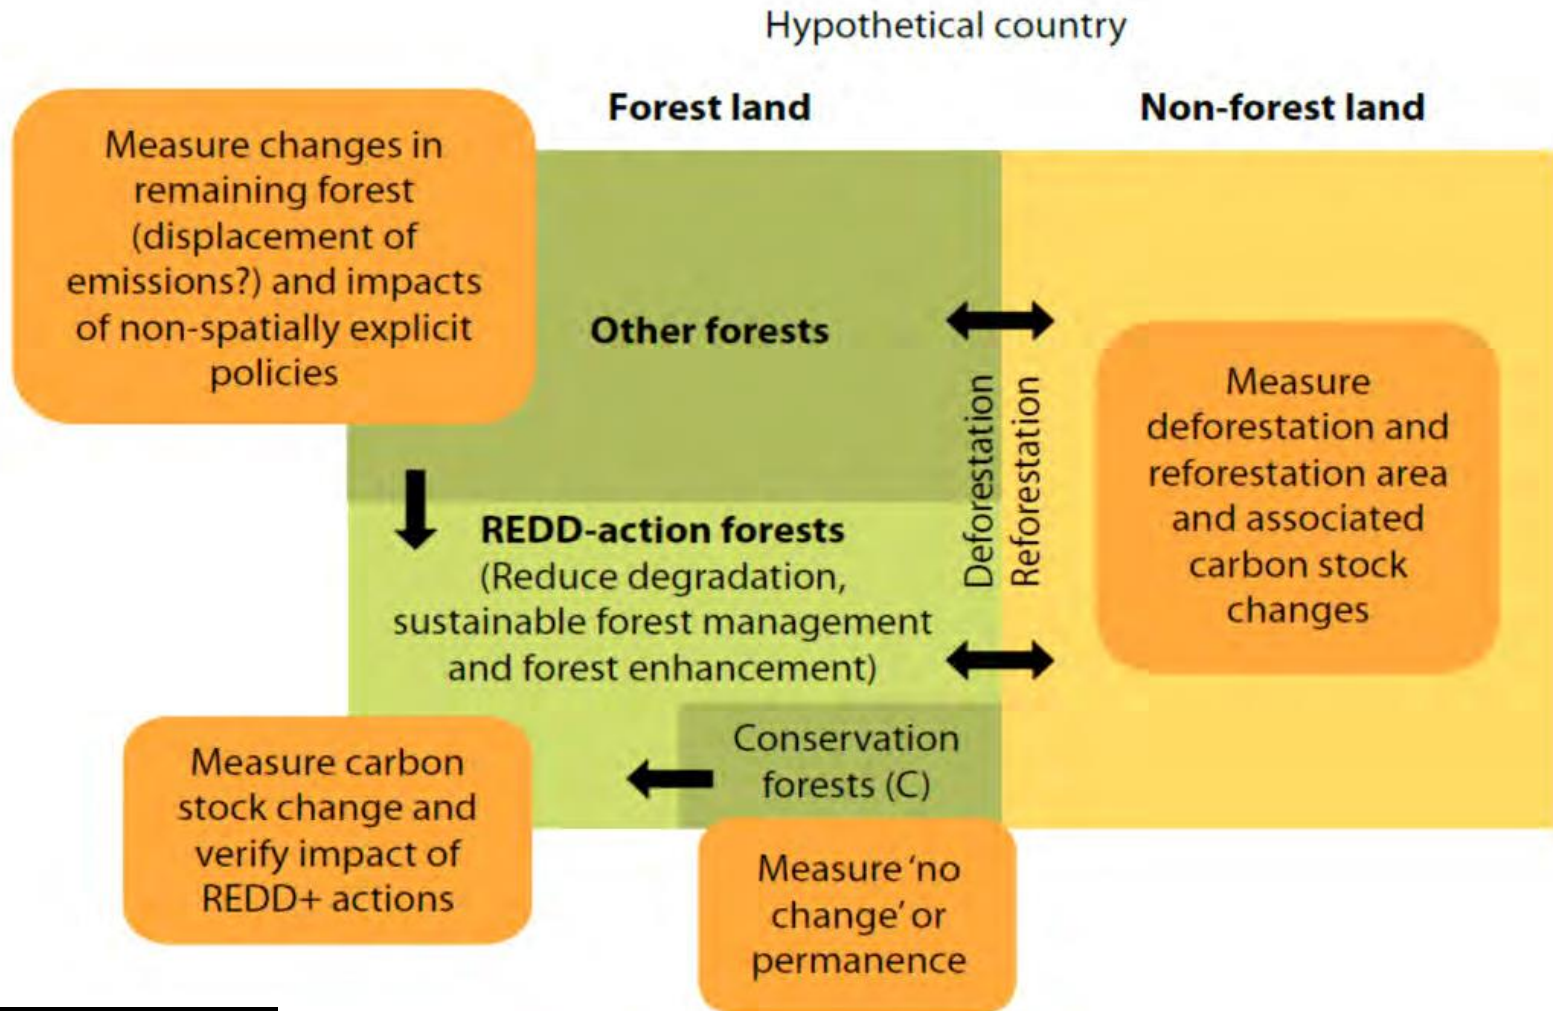 Hypothetical country
Forest land
Non-forest land
Measure changes in
remaining forest
(displacement of
emissions?) and impacts
of non-spatially explicit
policies
Other forests
Deforestation
Reforestation
Measure
deforestation and
reforestation area
and associated
carbon stock
changes
REDD-action forests
(Reduce degradation,
sustainable forest management
and forest enhancement)
Conservation
forests (C)
Measure carbon
stock change and
verify impact of
REDD+ actions
Measure ‘no
change’ or
permanence